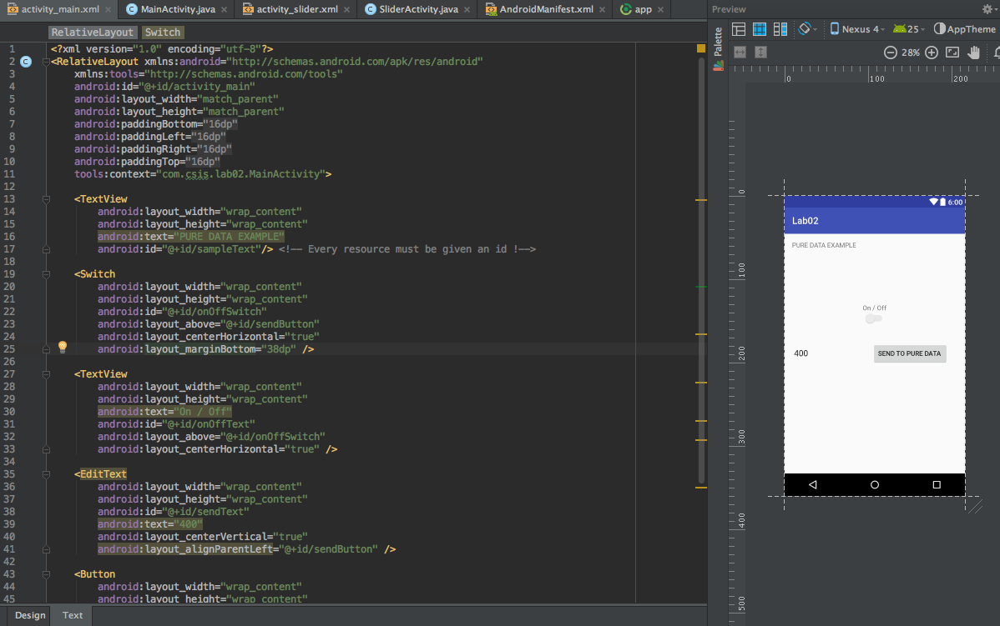 activity_main.xml MainActivity.java activity_slider.xml SliderActivity.java AndroidManifest.xml app Preview
RelativeLayout Switch
1 <?xml version="1.0" encoding="utf-8"?>
2 <RelativeLayout xmlns:android="http://schemas.android.com/apk/res/android"
3 xmlns:tools="http://schemas.android.com/tools"
4 android:id="@+id/activity_main"
5 android:layout_width="match_parent"
6 android:layout_height="match_parent"
7 android:paddingBottom="16dp"
8 android:paddingLeft="16dp"
9 android:paddingRight="16dp"
10 android:paddingTop="16dp"
11 tools:context="com.csis.lab02.MainActivity">
12
13 <TextView
14 android:layout_width="wrap_content"
15 android:layout_height="wrap_content"
16 android:text="PURE DATA EXAMPLE"
17 android:id="@+id/sampleText"/> <!-- Every resource must be given an id !-->
18
19 <Switch
20 android:layout_width="wrap_content"
21 android:layout_height="wrap_content"
22 android:id="@+id/onOffSwitch"
23 android:layout_above="@+id/sendButton"
24 android:layout_centerHorizontal="true"
25 android:layout_marginBottom="38dp" />
26
27 <TextView
28 android:layout_width="wrap_content"
29 android:layout_height="wrap_content"
30 android:text="On / Off"
31 android:id="@+id/onOffText"
32 android:layout_above="@+id/onOffSwitch"
33 android:layout_centerHorizontal="true" />
34
35 <EditText
36 android:layout_width="wrap_content"
37 android:layout_height="wrap_content"
38 android:id="@+id/sendText"
39 android:text="400"
40 android:layout_centerVertical="true"
41 android:layout_alignParentLeft="@+id/sendButton" />
42
43 <Button
44 android:layout_width="wrap_content"
45 android:layout_height="wrap_content"
Design Text
Palette
Nexus 4 25 AppTheme
28%
0 100 200
0
100
200
300
400
500
6:00
Lab02
PURE DATA EXAMPLE
On / Off
400 SEND TO PURE DATA